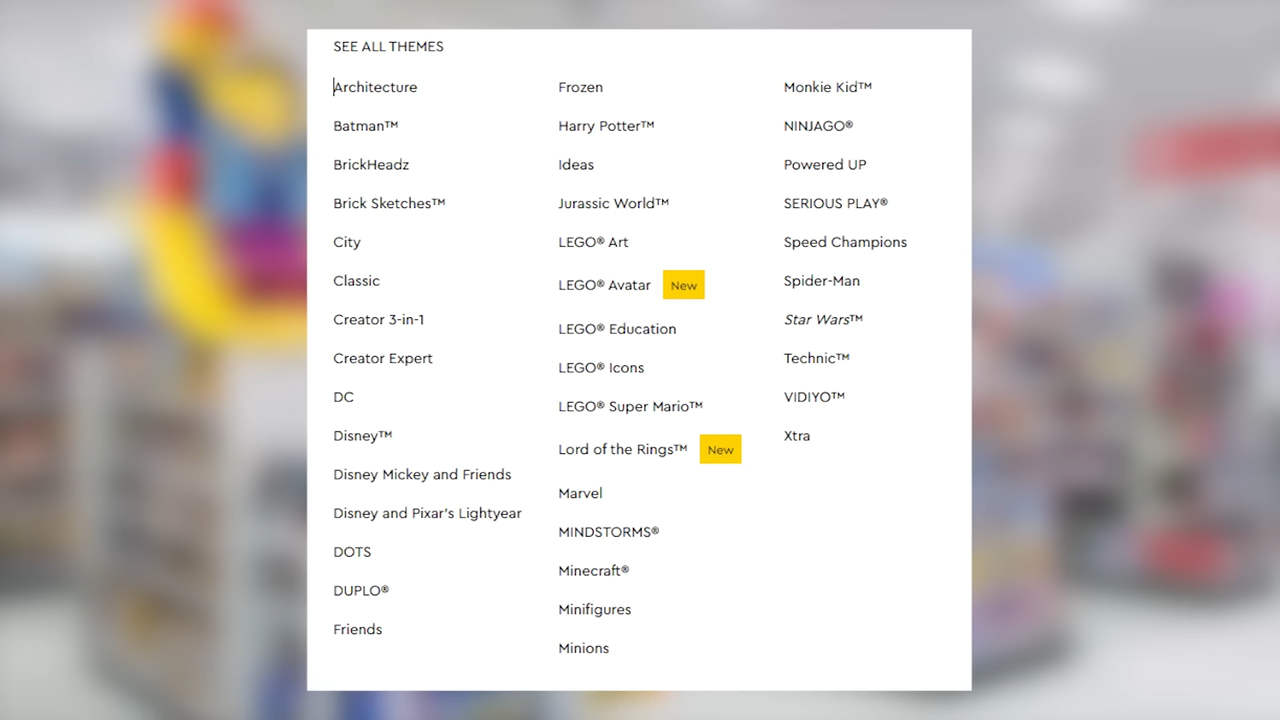 SEE ALL THEMES
Architecture
Batman™
BrickHeadz
Brick Sketches™
City
Classic
Creator 3-in-1
Creator Expert
DC
Disney™
Disney Mickey and Friends
Disney and Pixar's Lightyear
DOTS
DUPLO®
Friends
Frozen
Harry Potter™
Ideas
Jurassic World™
LEGO® Art
LEGO® Avatar New
LEGO® Education
LEGO® Icons
LEGO® Super Mario™
Lord of the Rings™ New
Marvel
MINDSTORMS®
Minecraft®
Minifigures
Minions
Monkie Kid™
NINJAGO®
Powered UP
SERIOUS PLAY®
Speed Champions
Spider-Man
Star Wars™
Technic™
VIDIYO™
Xtra